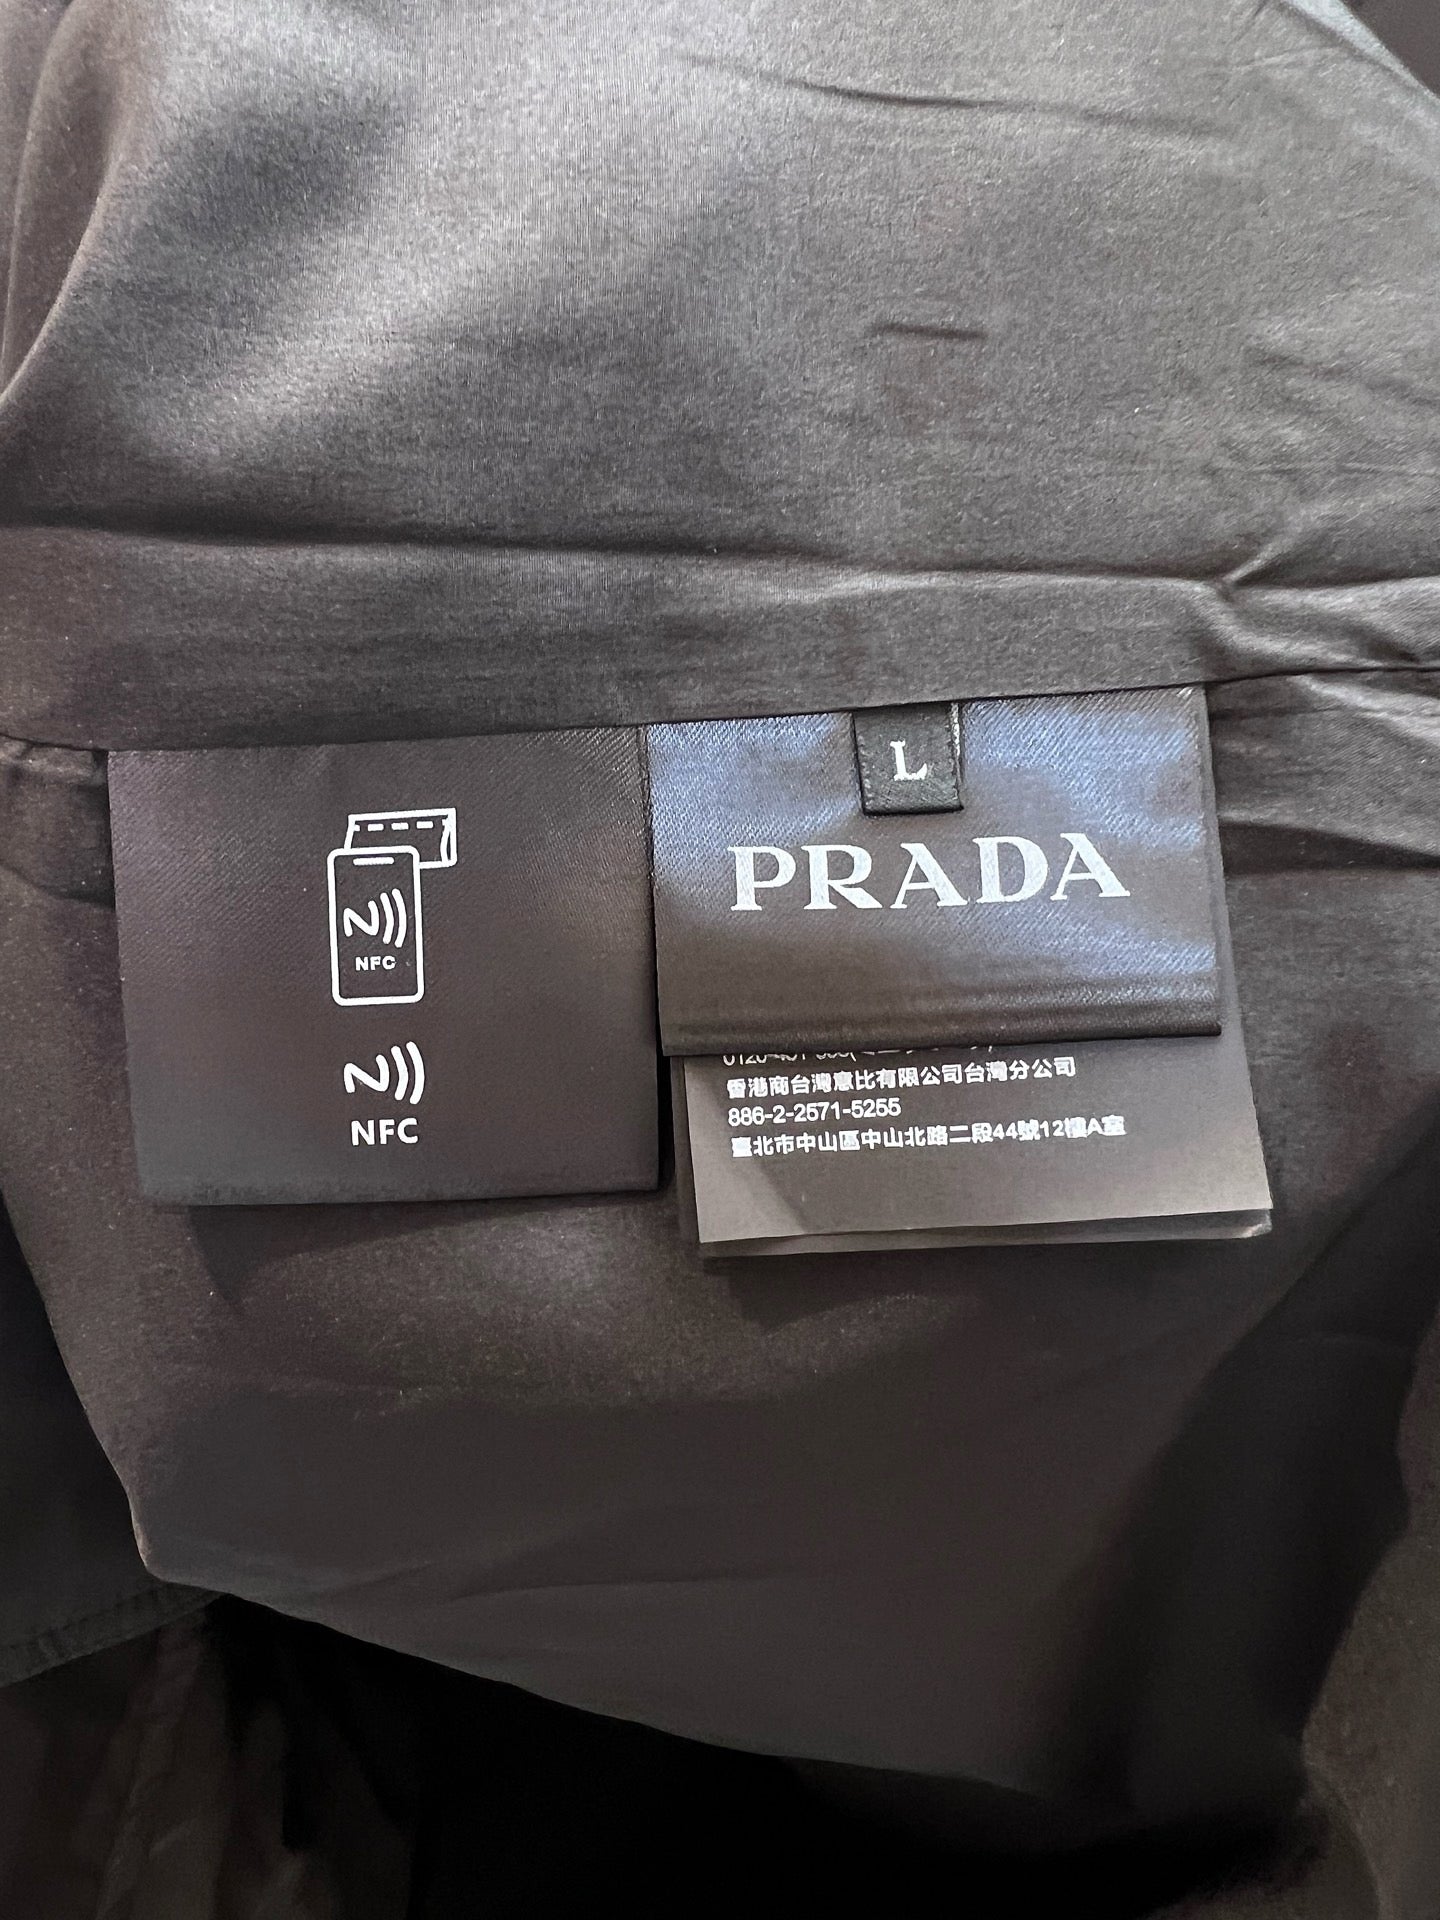 NFC
NFC
L
PRADA
香港商台灣意比有限公司台灣分公司
886-2-2571-5255
臺北市中山區中山北路二段44號12樓A室